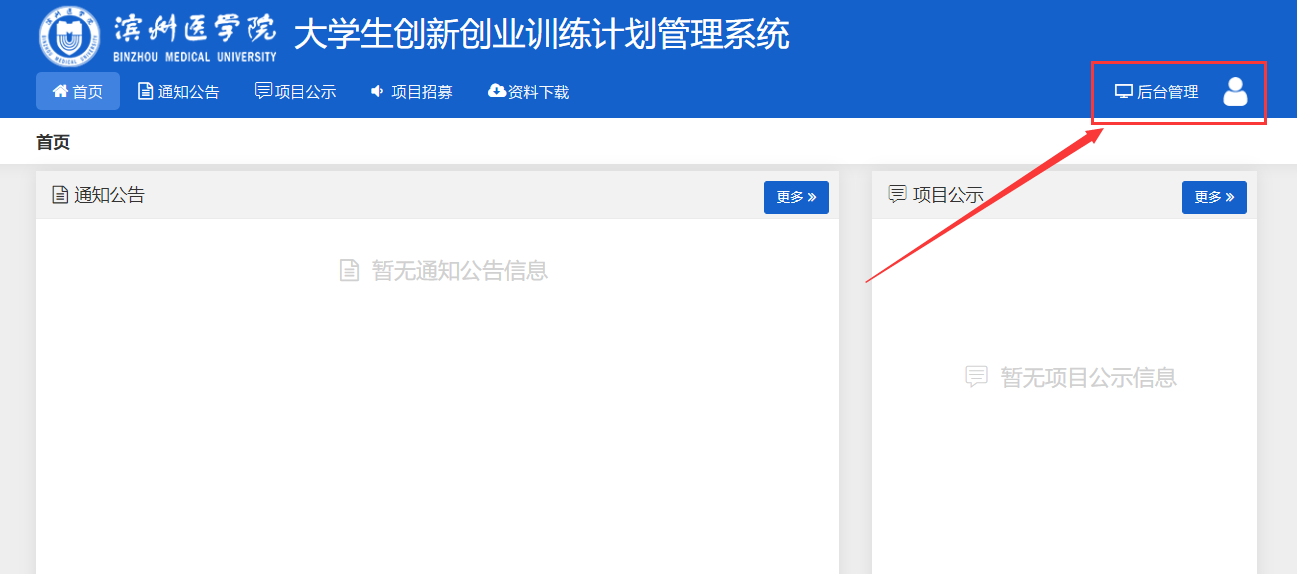 滨州医学院
BINZHOU MEDICAL UNIVERSITY
大学生创新创业训练计划管理系统
首页 通知公告 项目公示 项目招募 资料下载 后台管理
首页
通知公告 更多 »
项目公示 更多 »
暂无通知公告信息
暂无项目公示信息